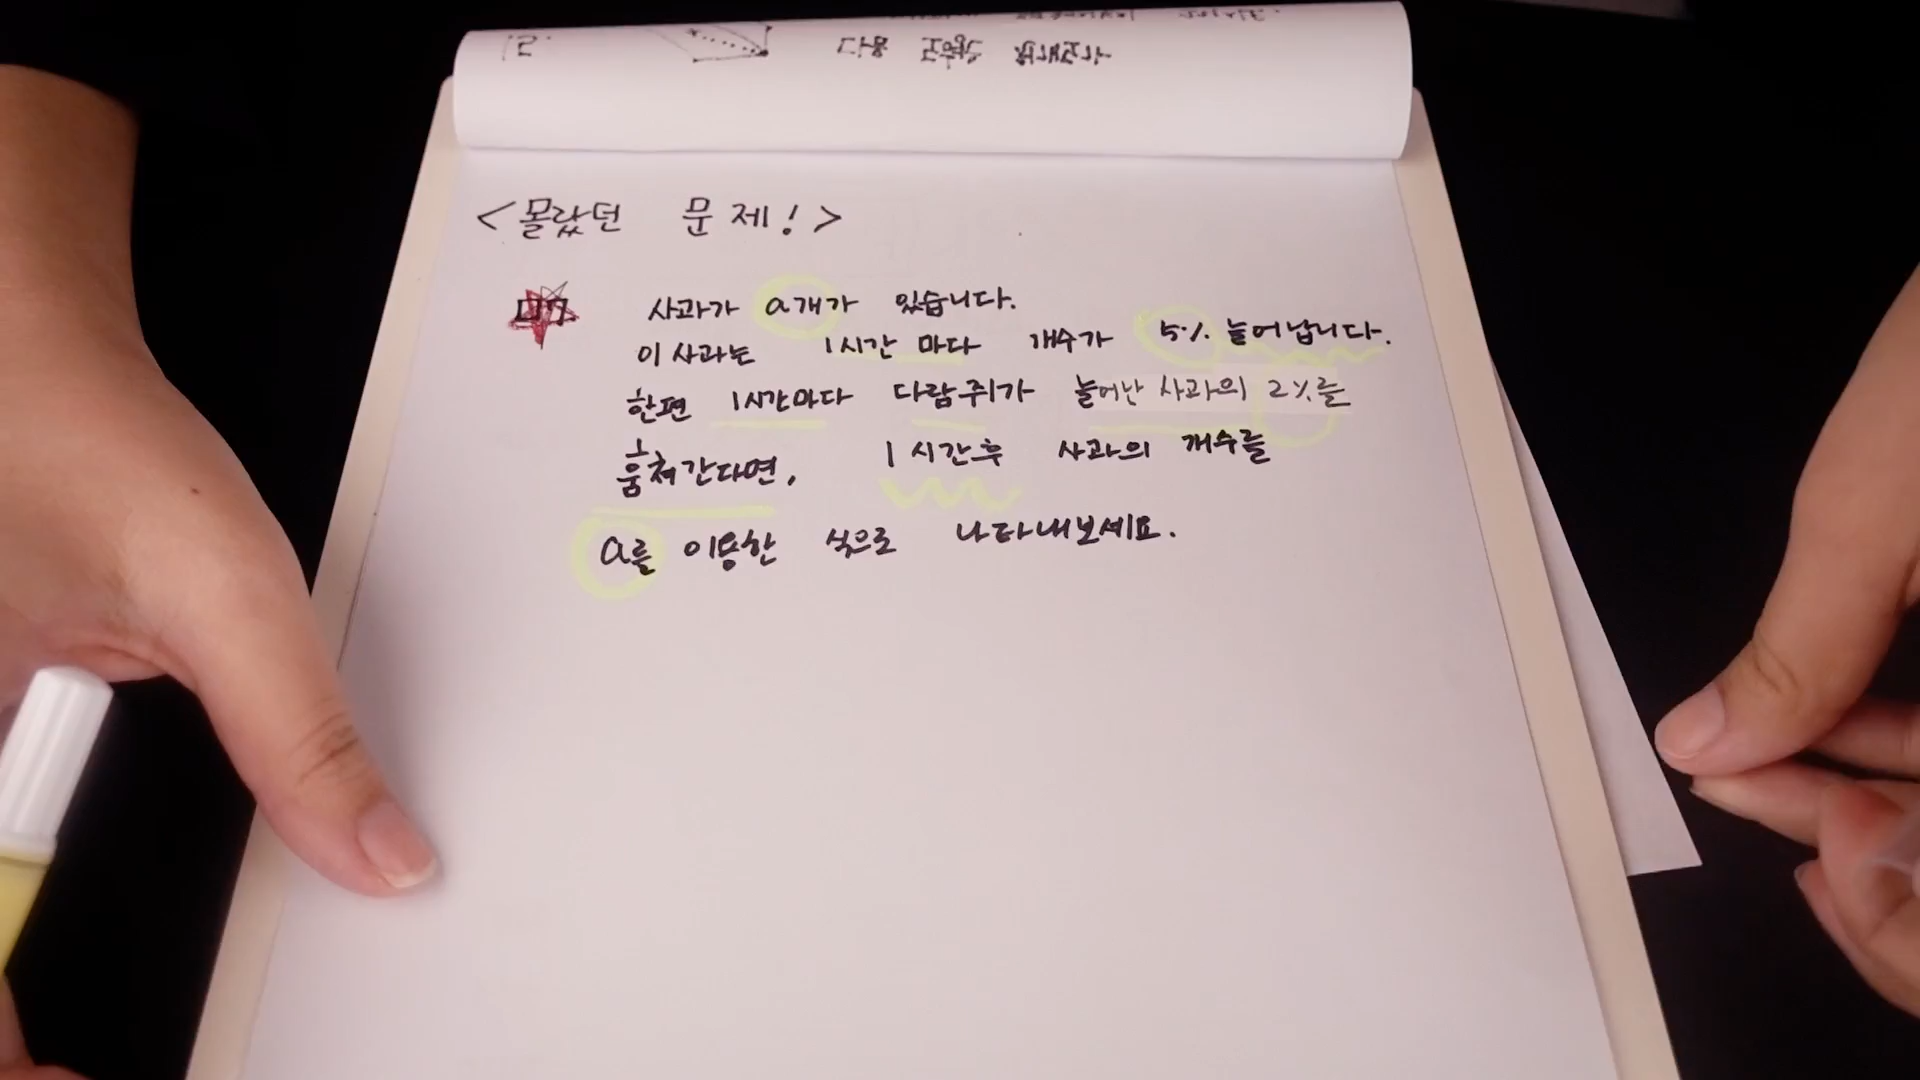 <몰랐던 문제!>
사과가 a개가 있습니다.
이 사과는 1시간 마다 개수가 5% 늘어납니다.
한편 1시간마다 다람쥐가 늘어난 사과의 2%를
훔쳐간다면, 1시간후 사과의 개수를
a를 이용한 식으로 나타내보세요.